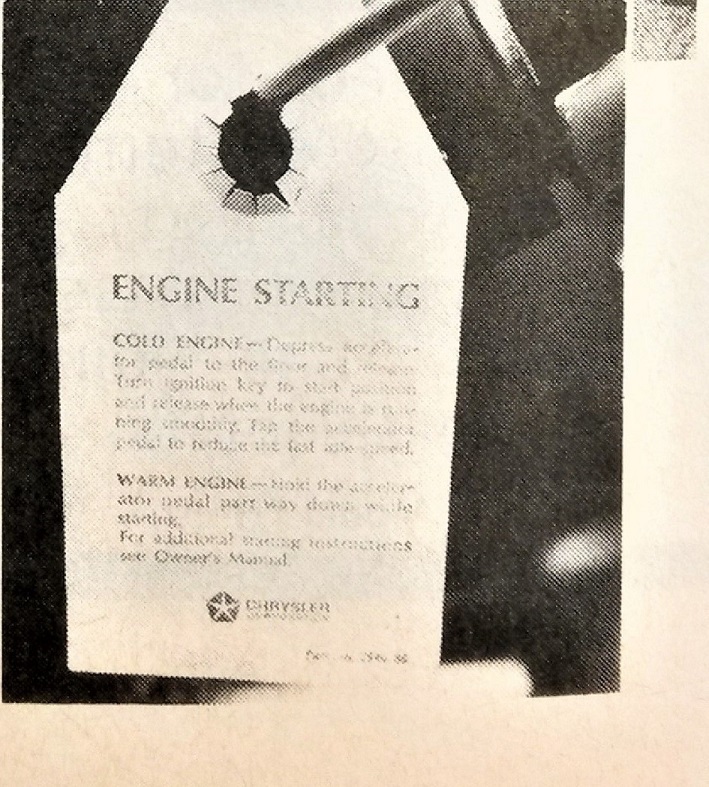 ENGINE STARTING
COLD ENGINE—Depress accelera-
tor pedal to the floor and release.
Turn ignition key to start position
and release when the engine is run-
ning smoothly. Tap the accelerator
pedal to reduce the fast idle speed.
WARM ENGINE—Hold the acceler-
ator pedal part way down while
starting.
For additional starting instructions
see Owner's Manual.
CHRYSLER
CORPORATION